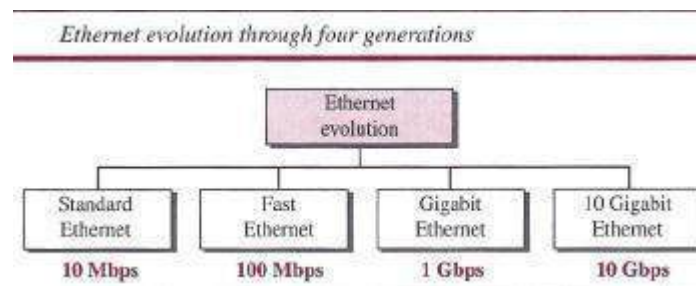 Ethernet evolution through four generations
Ethernet
evolution
Standard
Ethernet
Fast
Ethernet
Gigabit
Ethernet
10 Gigabit
Ethernet
10 Mbps
100 Mbps
1 Gbps
10 Gbps